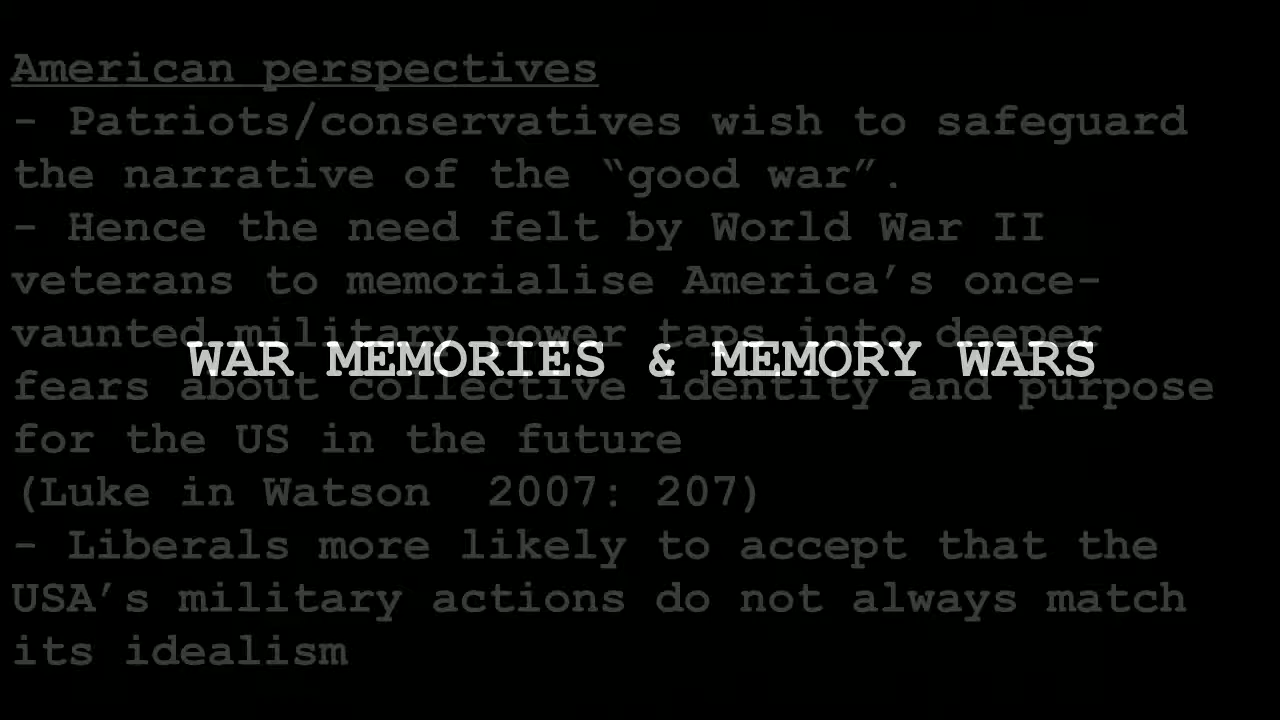 American perspectives
- Patriots/conservatives wish to safeguard
the narrative of the “good war”.
- Hence the need felt by World War II
veterans to memorialise America’s once-
vaunted military power taps into deeper
WAR MEMORIES & MEMORY WARS
fears about collective identity and purpose
for the US in the future
(Luke in Watson  2007: 207)
- Liberals more likely to accept that the
USA’s military actions do not always match
its idealism